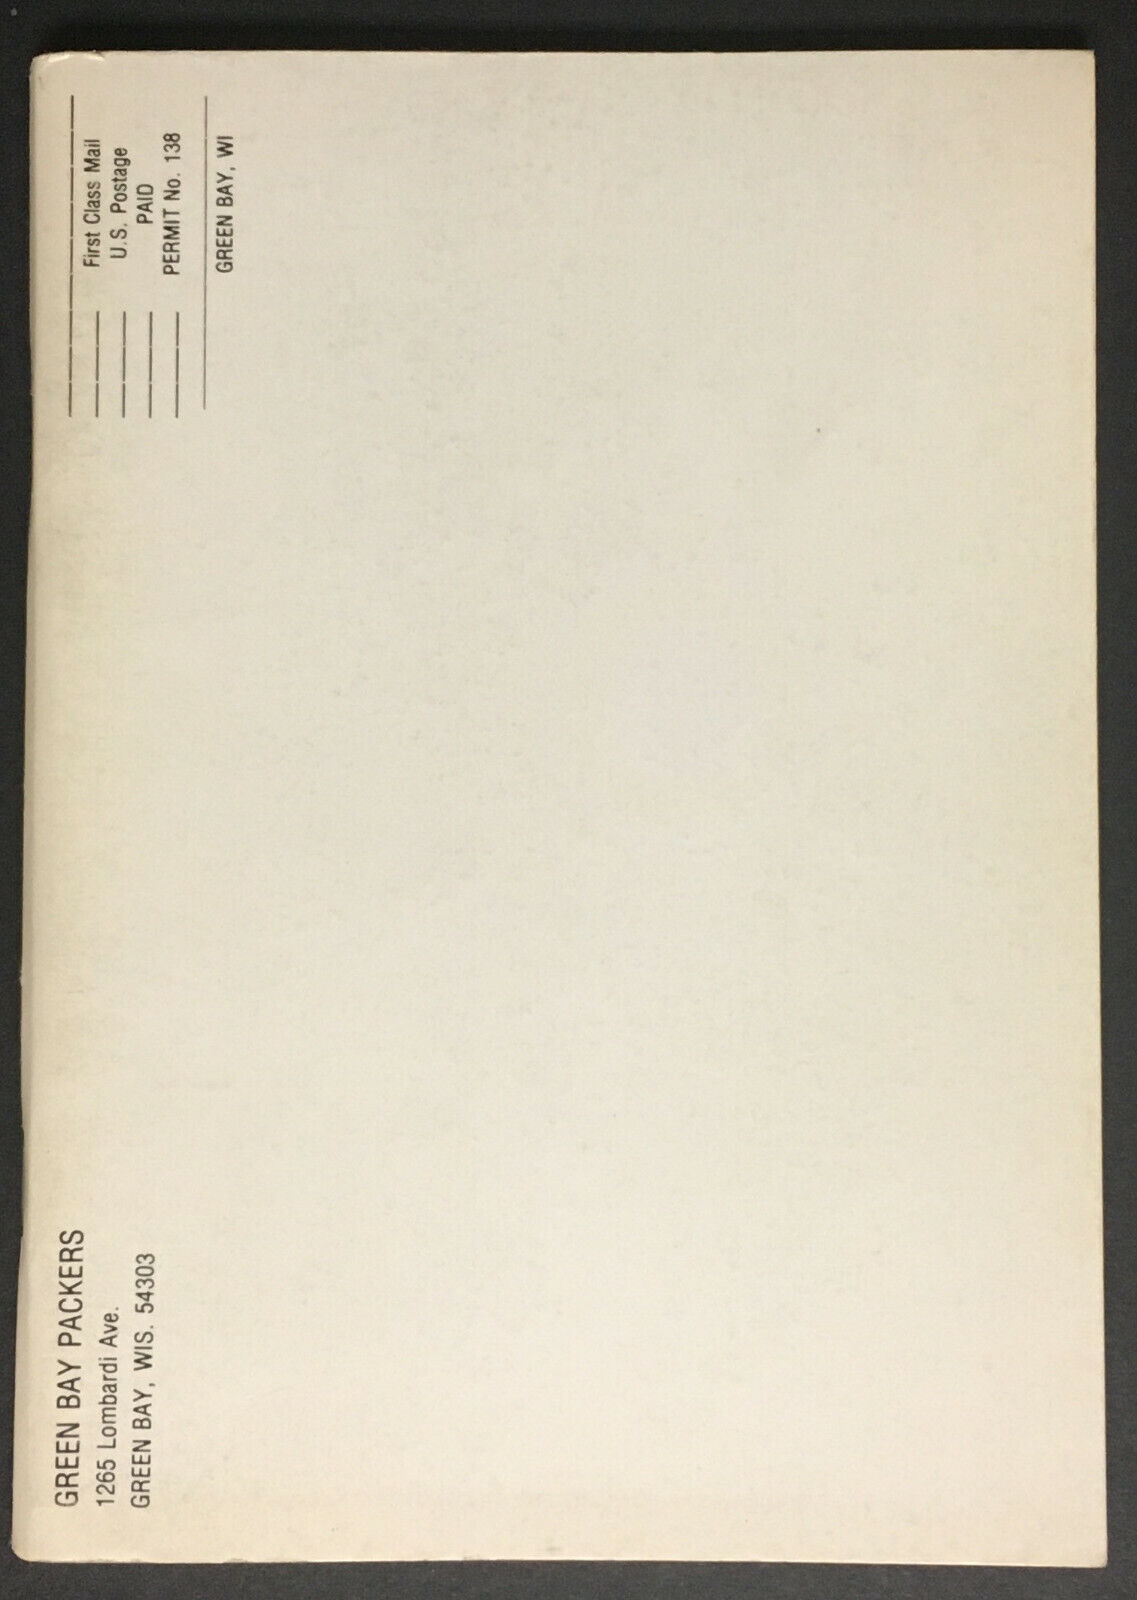 GREEN BAY PACKERS
1265 Lombardi Ave.
GREEN BAY, WIS. 54303
First Class Mail
U.S. Postage
PAID
PERMIT No. 138
GREEN BAY, WI